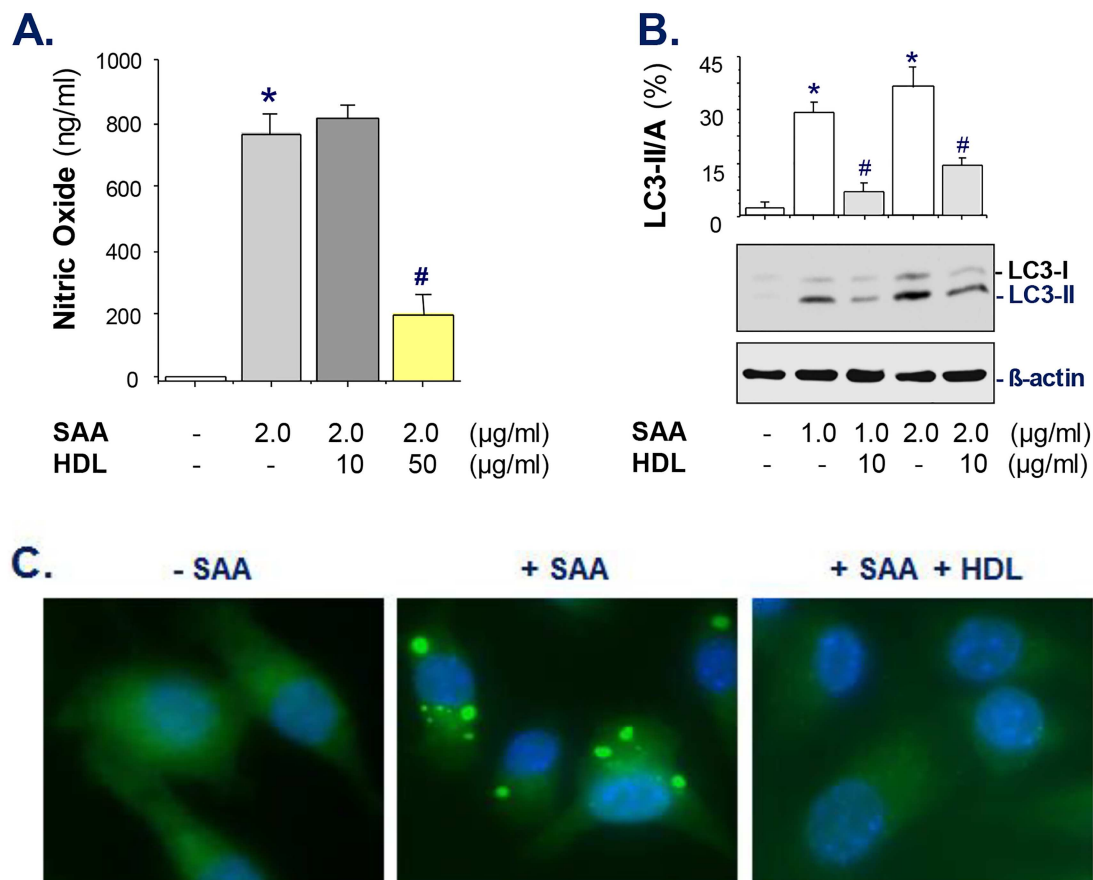 A.
Nitric Oxide (ng/ml)
1000
800
600
400
200
0
*
#
SAA - 2.0 2.0 2.0 (µg/ml)
HDL - - 10 50 (µg/ml)
B.
LC3-II/A (%)
45
30
15
0
*
#
*
#
- LC3-I
- LC3-II
- ß-actin
SAA - 1.0 1.0 2.0 2.0 (µg/ml)
HDL - - 10 - 10 (µg/ml)
C.
- SAA
+ SAA
+ SAA + HDL